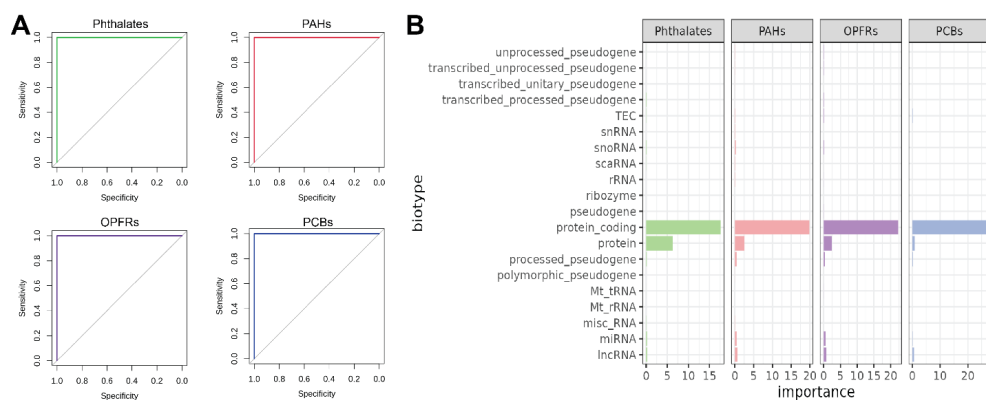 A
Phthalates
Sensitivity
0.0 0.2 0.4 0.6 0.8 1.0
1.0 0.8 0.6 0.4 0.2 0.0
Specificity
PAHs
Sensitivity
0.0 0.2 0.4 0.6 0.8 1.0
1.0 0.8 0.6 0.4 0.2 0.0
Specificity
OPFRs
Sensitivity
0.0 0.2 0.4 0.6 0.8 1.0
1.0 0.8 0.6 0.4 0.2 0.0
Specificity
PCBs
Sensitivity
0.0 0.2 0.4 0.6 0.8 1.0
1.0 0.8 0.6 0.4 0.2 0.0
Specificity
B
Phthalates PAHs OPFRs PCBs
biotype
unprocessed_pseudogene
transcribed_unprocessed_pseudogene
transcribed_unitary_pseudogene
transcribed_processed_pseudogene
TEC
snRNA
snoRNA
scaRNA
rRNA
ribozyme
pseudogene
protein_coding
protein
processed_pseudogene
polymorphic_pseudogene
Mt_tRNA
Mt_rRNA
misc_RNA
miRNA
lncRNA
0 5 10 15 0 5 10 15 20 0 5 10 15 20 0 10 20
importance